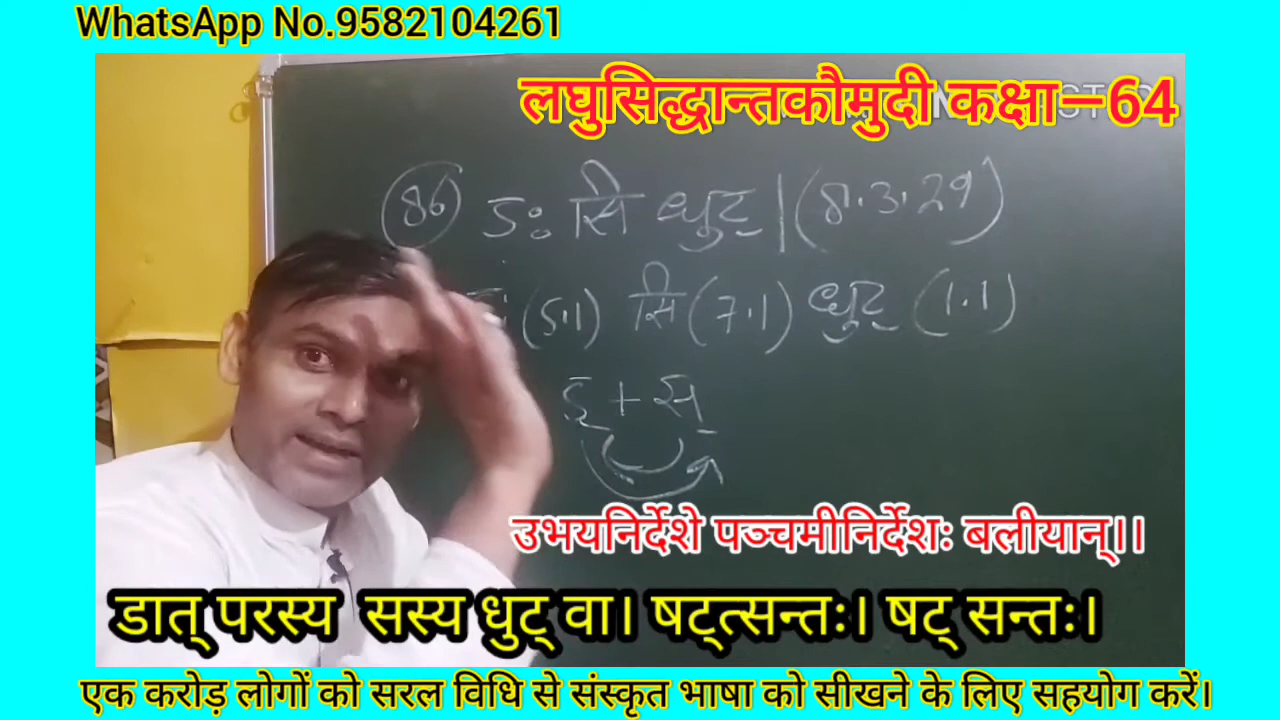 WhatsApp No.9582104261
लघुसिद्धान्तकौमुदी कक्षा–64
86 डः सि धुट् | (8.3.29)
(5.1) सि (7.1) धुट् (1.1)
ड् + स्
उभयनिर्देशे पञ्चमीनिर्देशः बलीयान्।।
डात् परस्य सस्य धुट् वा। षट्त्सन्तः। षट् सन्तः।
एक करोड़ लोगों को सरल विधि से संस्कृत भाषा को सीखने के लिए सहयोग करें।